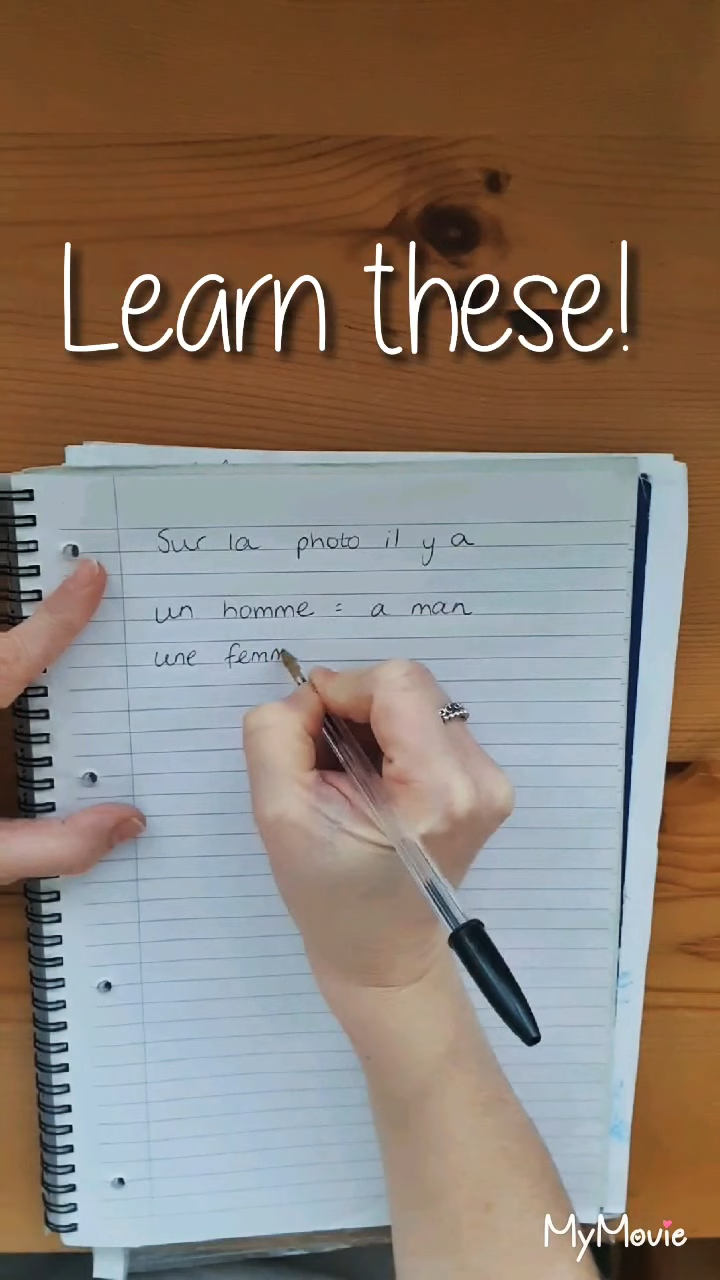 Learn these!
Sur la photo il y a
un homme = a man
une femm
MyMovie